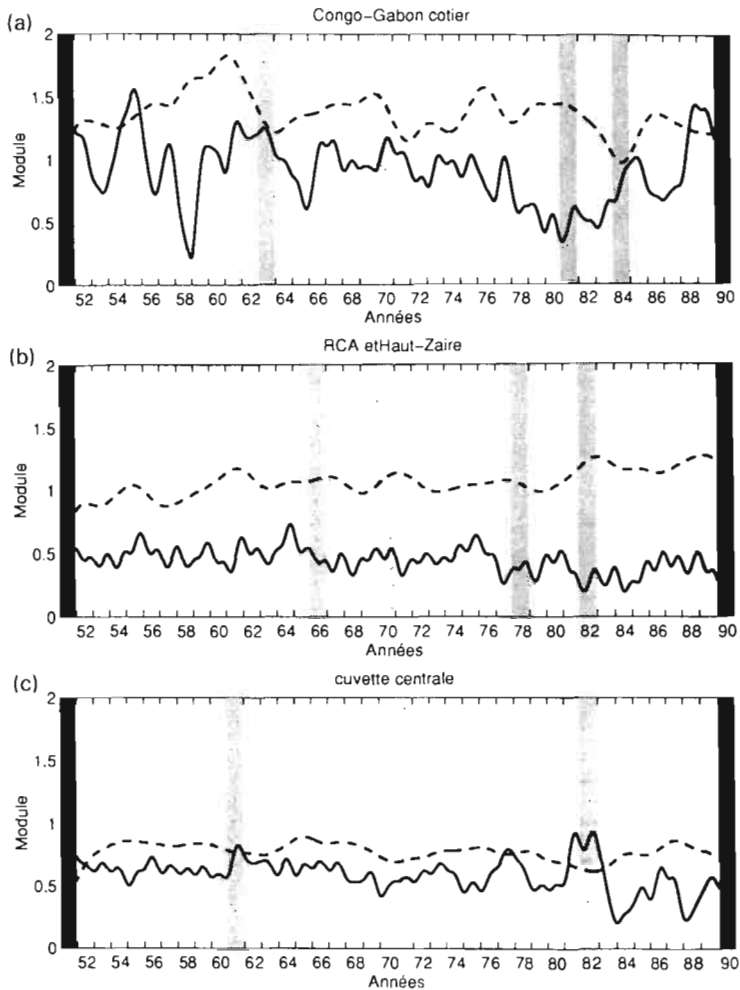 (a)
Congo-Gabon cotier
2
1.5
1
0.5
0
Module
52 54 56 58 60 62 64 66 68 70 72 74 76 78 80 82 84 86 88 90
Années
(b)
RCA etHaut-Zaire
2
1.5
1
0.5
0
Module
52 54 56 58 60 62 64 66 68 70 72 74 76 78 80 82 84 86 88 90
Années
(c)
cuvette centrale
2
1.5
1
0.5
0
Module
52 54 56 58 60 62 64 66 68 70 72 74 76 78 80 82 84 86 88 90
Années